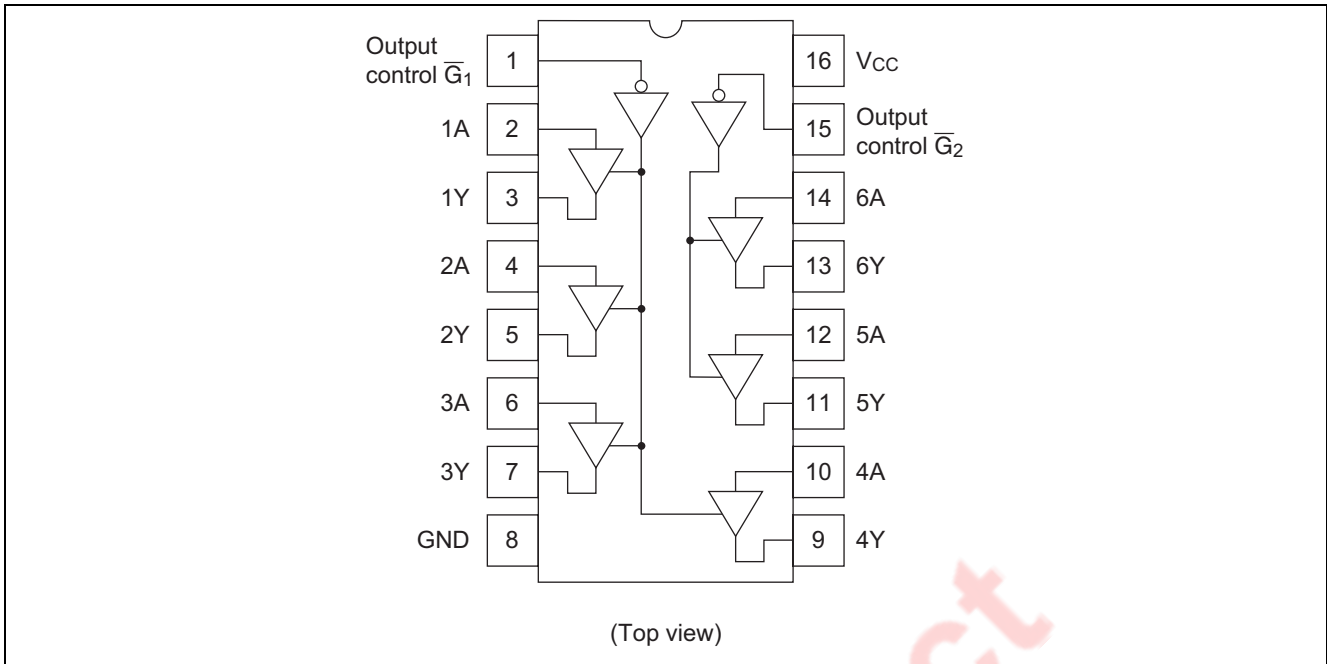 Output
control G̅1
1
16
VCC
1A
2
15
Output
control G̅2
1Y
3
14
6A
2A
4
13
6Y
2Y
5
12
5A
3A
6
11
5Y
3Y
7
10
4A
GND
8
9
4Y
(Top view)